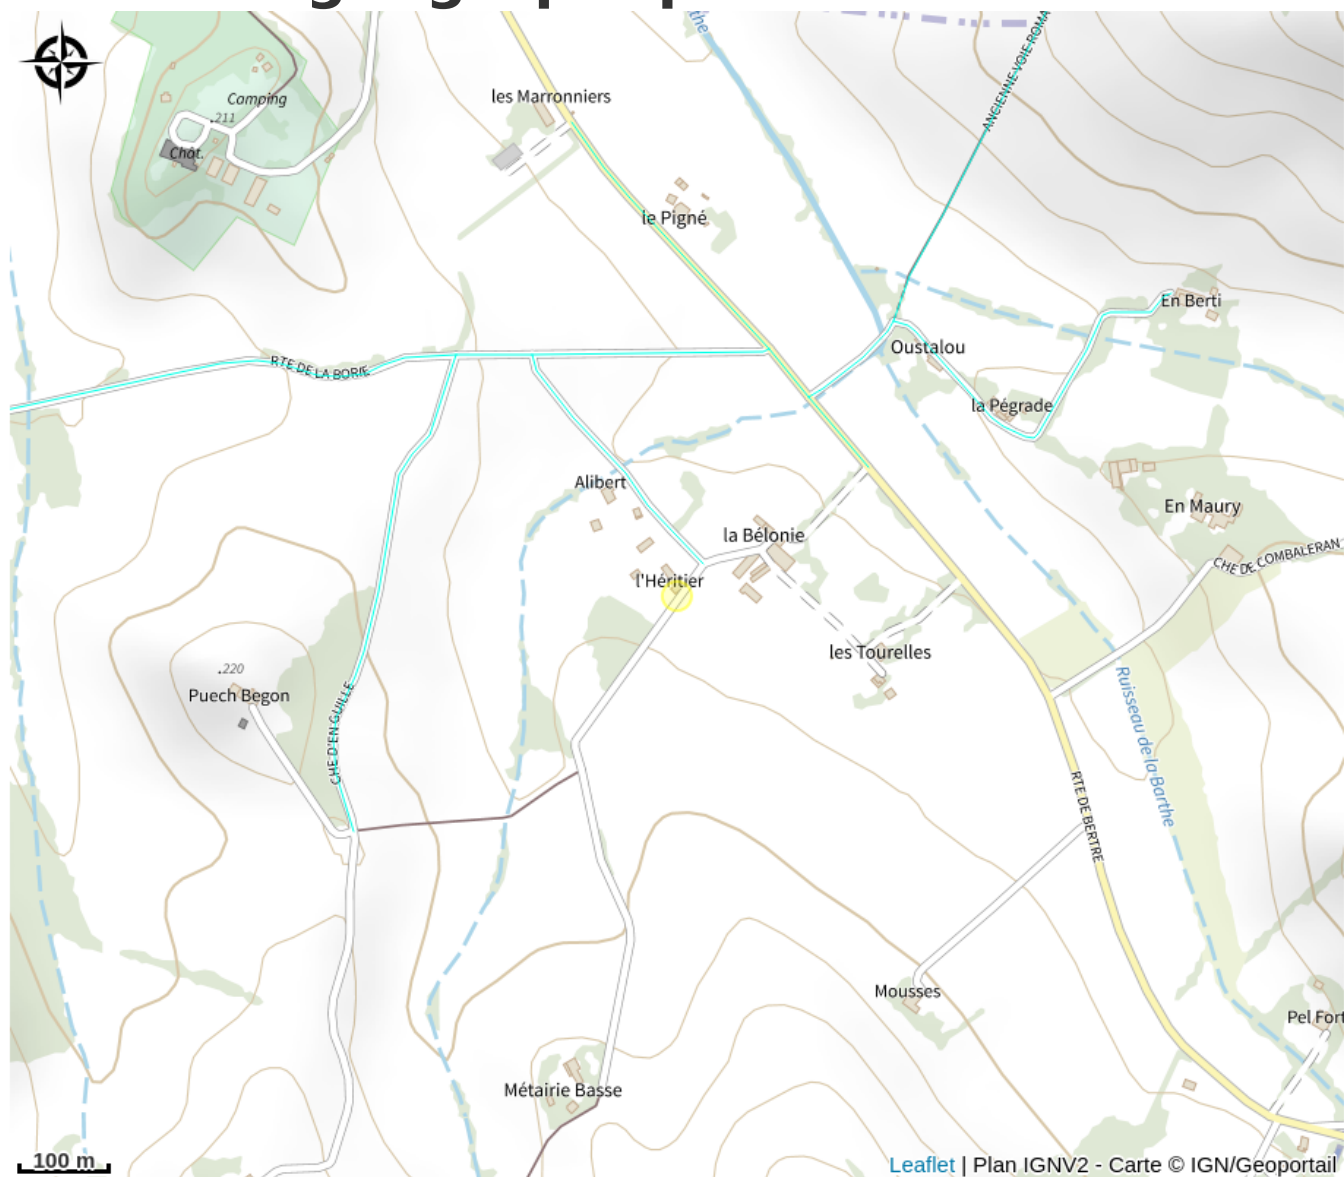 les Marronniers
Camping
.211
Chât.
le Pigné
ANCIENNE VOIE ROMA
En Berti
Oustalou
RTE DE LA BORIE
la Pégrade
Alibert
En Maury
la Bélonie
CHE DE COMBALERAN
l'Héritier
les Tourelles
.220
Puech Begon
CHE D'EN GUILLE
Ruisseau de la Barthe
RTE DE BERTRE
Mousses
Pel Fort
Métairie Basse
100 m
Leaflet | Plan IGNV2 - Carte © IGN/Geoportail